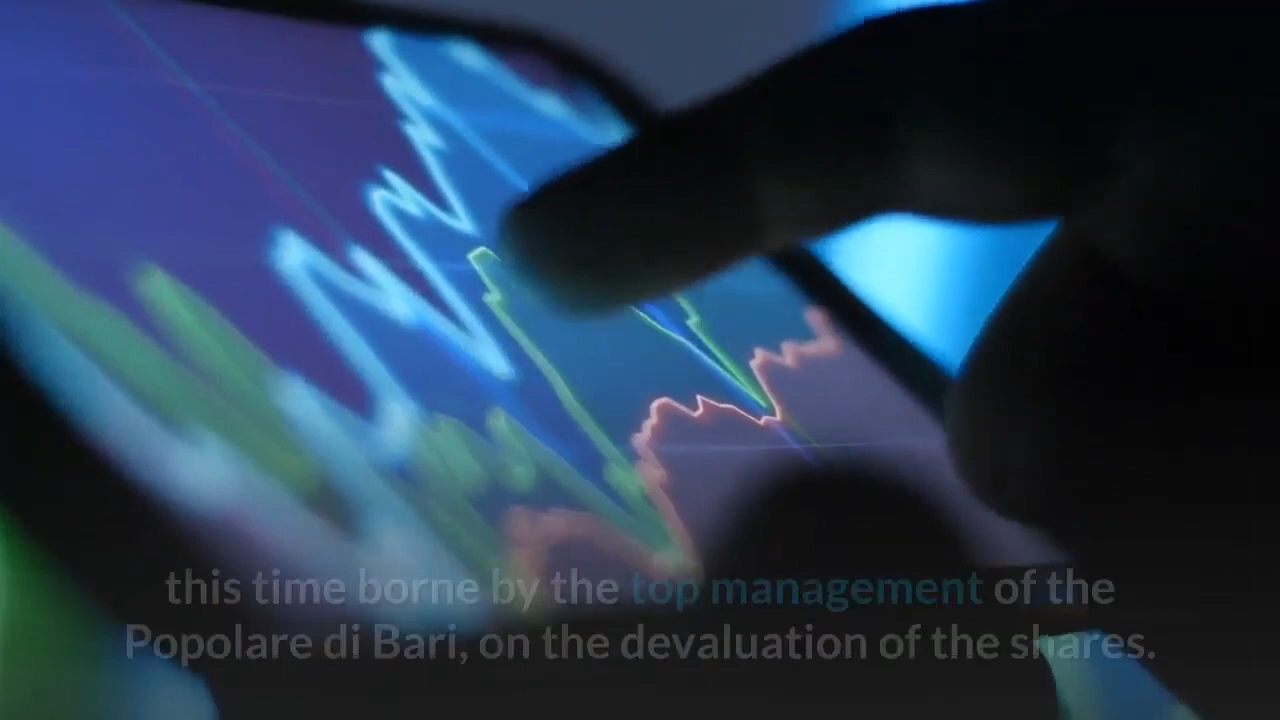 this time borne by the top management of the
Popolare di Bari, on the devaluation of the shares.